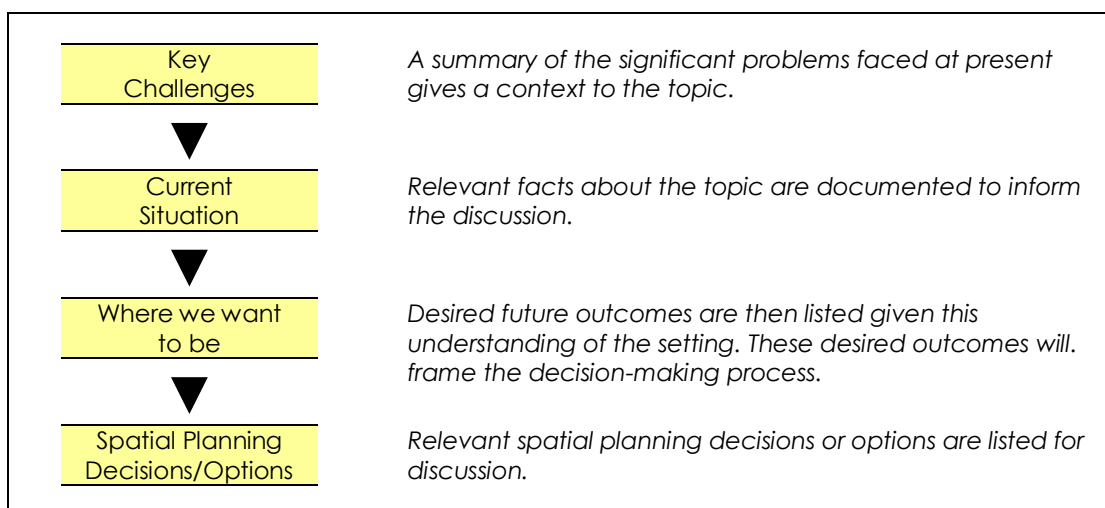 Key
Challenges
A summary of the significant problems faced at present
gives a context to the topic.
Current
Situation
Relevant facts about the topic are documented to inform
the discussion.
Where we want
to be
Desired future outcomes are then listed given this
understanding of the setting. These desired outcomes will.
frame the decision-making process.
Spatial Planning
Decisions/Options
Relevant spatial planning decisions or options are listed for
discussion.